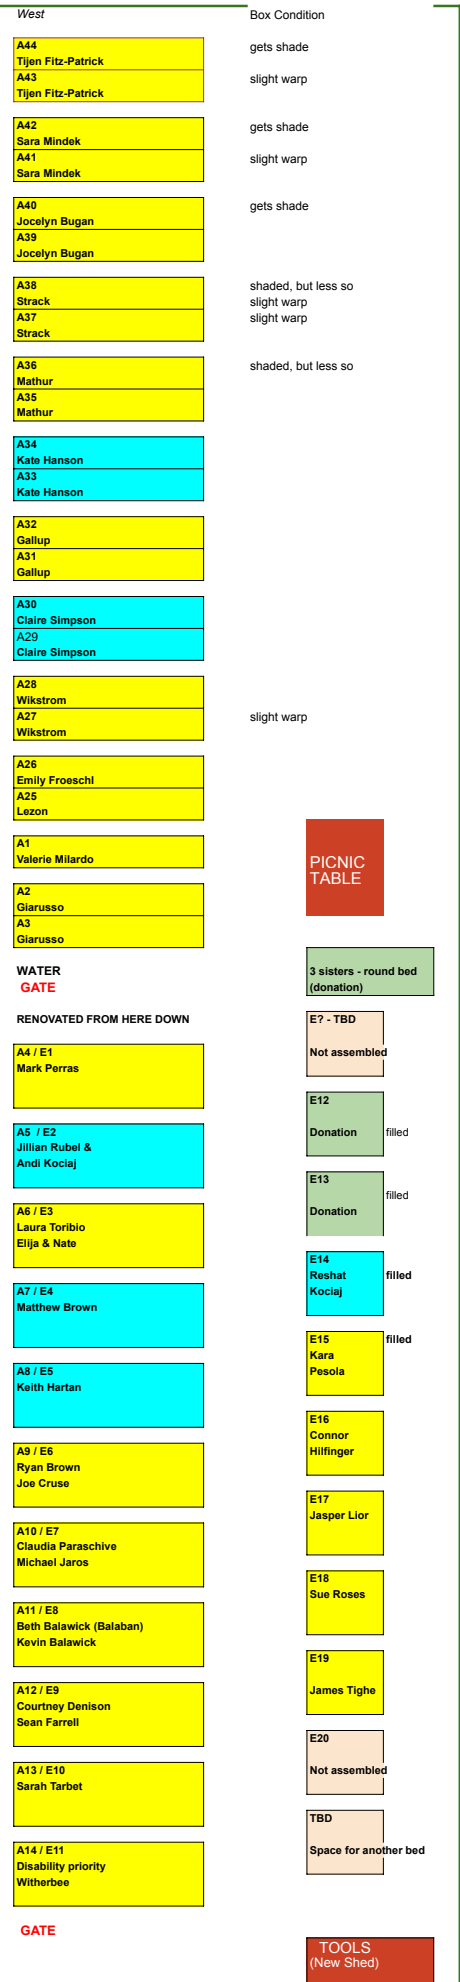 West
Box Condition
A44
gets shade
Tijen Fitz-Patrick
A43
slight warp
Tijen Fitz-Patrick
A42
gets shade
Sara Mindek
A41
slight warp
Sara Mindek
A40
gets shade
Jocelyn Bugan
A39
Jocelyn Bugan
A38
shaded, but less so
Strack
slight warp
A37
slight warp
Strack
A36
shaded, but less so
Mathur
A35
Mathur
A34
Kate Hanson
A33
Kate Hanson
A32
Gallup
A31
Gallup
A30
Claire Simpson
A29
Claire Simpson
A28
Wikstrom
A27
slight warp
Wikstrom
A26
Emily Froeschl
A25
Lezon
A1
Valerie Milardo
PICNIC
TABLE
A2
Giarusso
A3
Giarusso
WATER
GATE
3 sisters - round bed
(donation)
RENOVATED FROM HERE DOWN
E? - TBD
Not assembled
A4 / E1
Mark Perras
E12
Donation
filled
A5 / E2
Jillian Rubel &
Andi Kociaj
E13
filled
Donation
A6 / E3
Laura Toribio
Elija & Nate
E14
Reshat
filled
Kociaj
A7 / E4
Matthew Brown
E15
filled
Kara
Pesola
A8 / E5
Keith Hartan
E16
Connor
Hilfinger
A9 / E6
Ryan Brown
Joe Cruse
E17
Jasper Lior
A10 / E7
Claudia Paraschive
Michael Jaros
E18
Sue Roses
A11 / E8
Beth Balawick (Balaban)
Kevin Balawick
E19
James Tighe
A12 / E9
Courtney Denison
Sean Farrell
E20
Not assembled
A13 / E10
Sarah Tarbet
TBD
Space for another bed
A14 / E11
Disability priority
Witherbee
GATE
TOOLS
(New Shed)